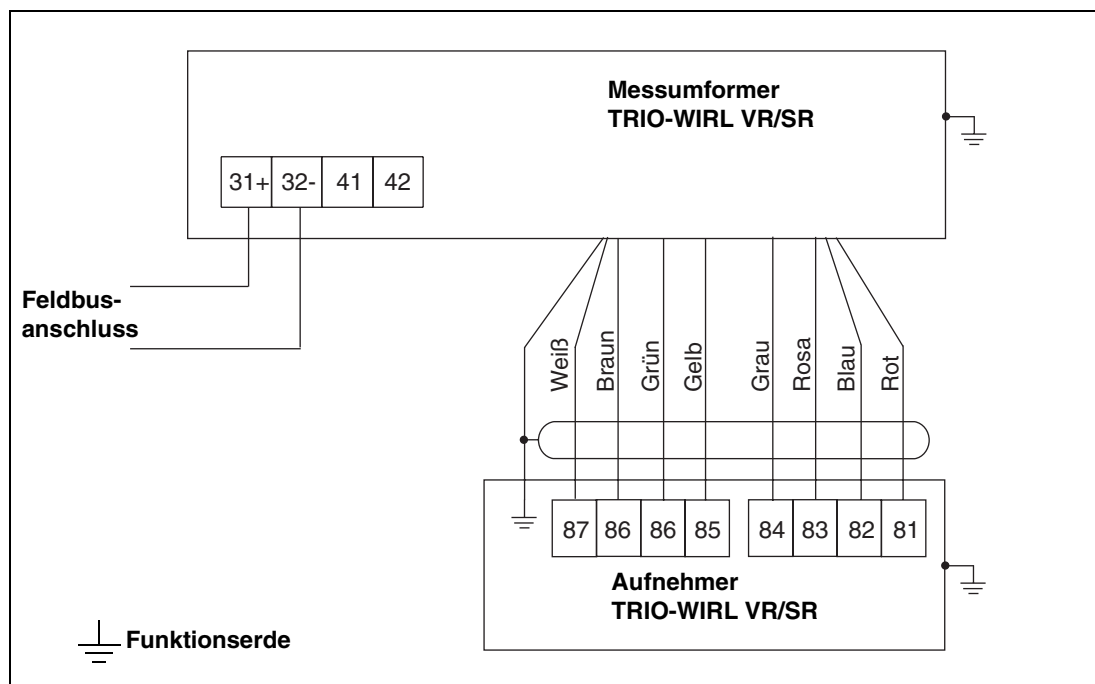 Messumformer
TRIO-WIRL VR/SR
31+ 32- 41 42
Feldbus-
anschluss
Weiß Braun Grün Gelb Grau Rosa Blau Rot
87 86 86 85 84 83 82 81
Aufnehmer
TRIO-WIRL VR/SR
Funktionserde